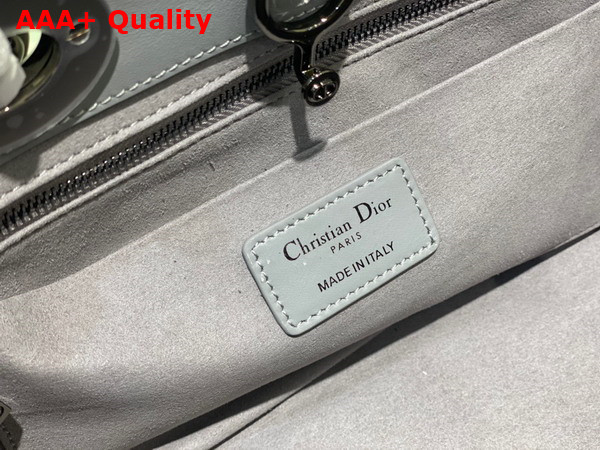 AAA+ Quality
Christian Dior
PARIS
MADE IN ITALY